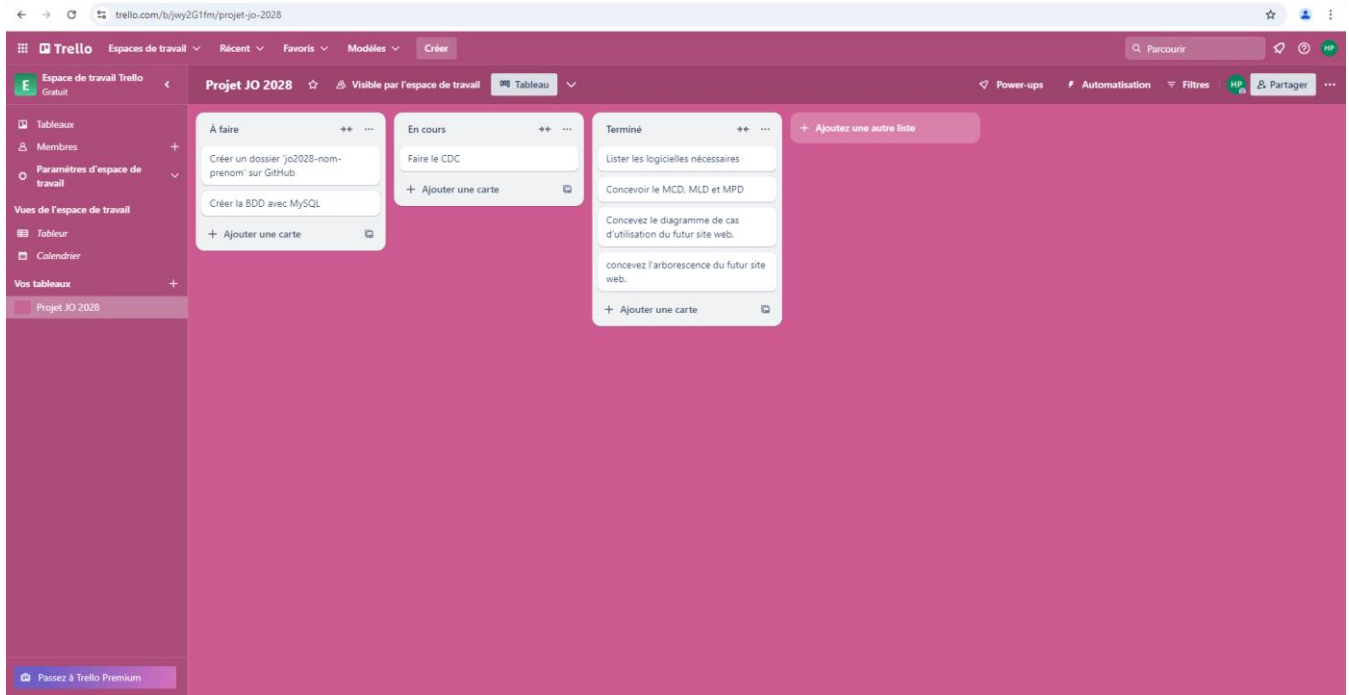 trello.com/b/jwy2G1fm/projet-jo-2028
Trello Espaces de travail Récent Favoris Modèles Créer Parcourir HP
E Espace de travail Trello
Gratuit
Projet JO 2028 Visible par l'espace de travail Tableau Power-ups Automatisation Filtres HP Partager
Tableaux
Membres
Paramètres d'espace de
travail
Vues de l'espace de travail
Tableur
Calendrier
Vos tableaux
Projet JO 2028
Passez à Trello Premium
À faire
Créer un dossier 'jo2028-nom-
prenom' sur GitHub
Créer la BDD avec MySQL
+ Ajouter une carte
En cours
Faire le CDC
+ Ajouter une carte
Terminé
Lister les logicielles nécessaires
Concevoir le MCD, MLD et MPD
Concevez le diagramme de cas
d'utilisation du futur site web.
concevez l'arborescence du futur site
web.
+ Ajouter une carte
+ Ajoutez une autre liste